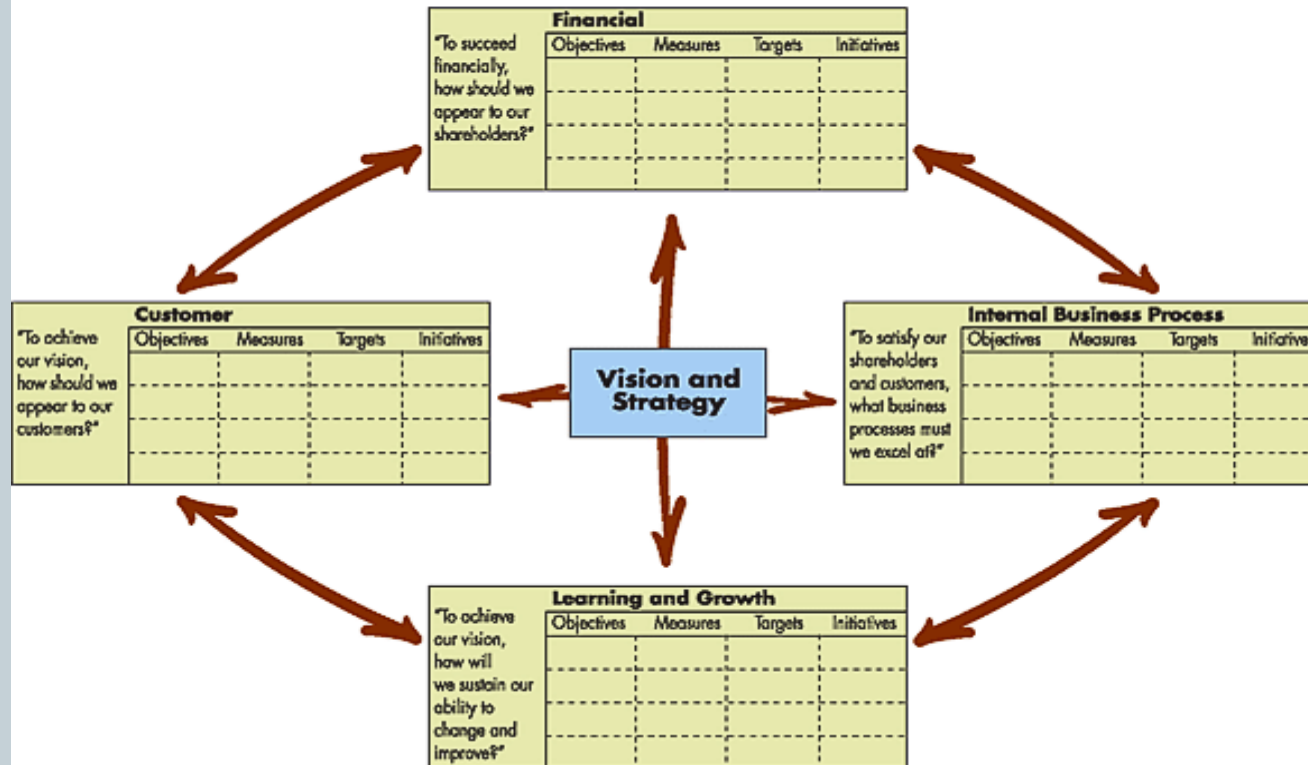 Financial
"To succeed
financially,
how should we
appear to our
shareholders?"
Objectives Measures Targets Initiatives
Customer
"To achieve
our vision,
how should we
appear to our
customers?"
Objectives Measures Targets Initiatives
Vision and
Strategy
Internal Business Process
"To satisfy our
shareholders
and customers,
what business
processes must
we excel at?"
Objectives Measures Targets Initiative
Learning and Growth
"To achieve
our vision,
how will
we sustain our
ability to
change and
improve?"
Objectives Measures Targets Initiatives